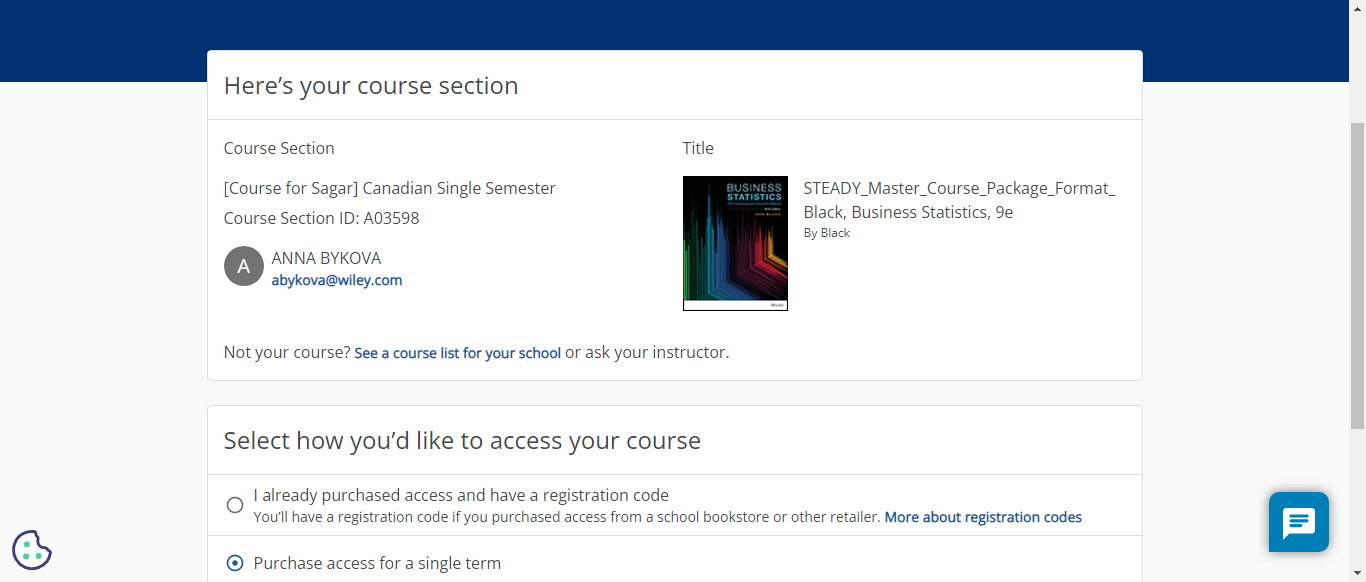 Here’s your course section
Course Section
[Course for Sagar] Canadian Single Semester
Course Section ID: A03598
A
ANNA BYKOVA
abykova@wiley.com
Title
BUSINESS
STATISTICS
STEADY_Master_Course_Package_Format_
Black, Business Statistics, 9e
By Black
Not your course? See a course list for your school or ask your instructor.
Select how you’d like to access your course
I already purchased access and have a registration code
You’ll have a registration code if you purchased access from a school bookstore or other retailer. More about registration codes
Purchase access for a single term